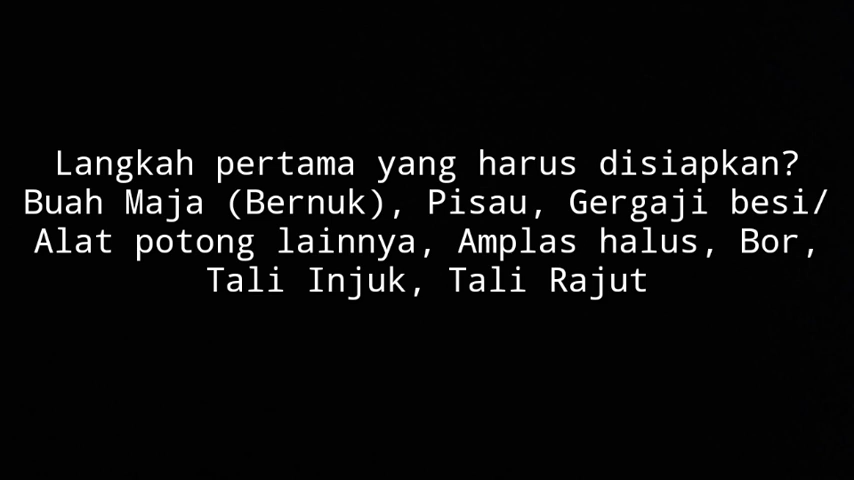 Langkah pertama yang harus disiapkan?
Buah Maja (Bernuk), Pisau, Gergaji besi/
Alat potong lainnya, Amplas halus, Bor,
Tali Injuk, Tali Rajut